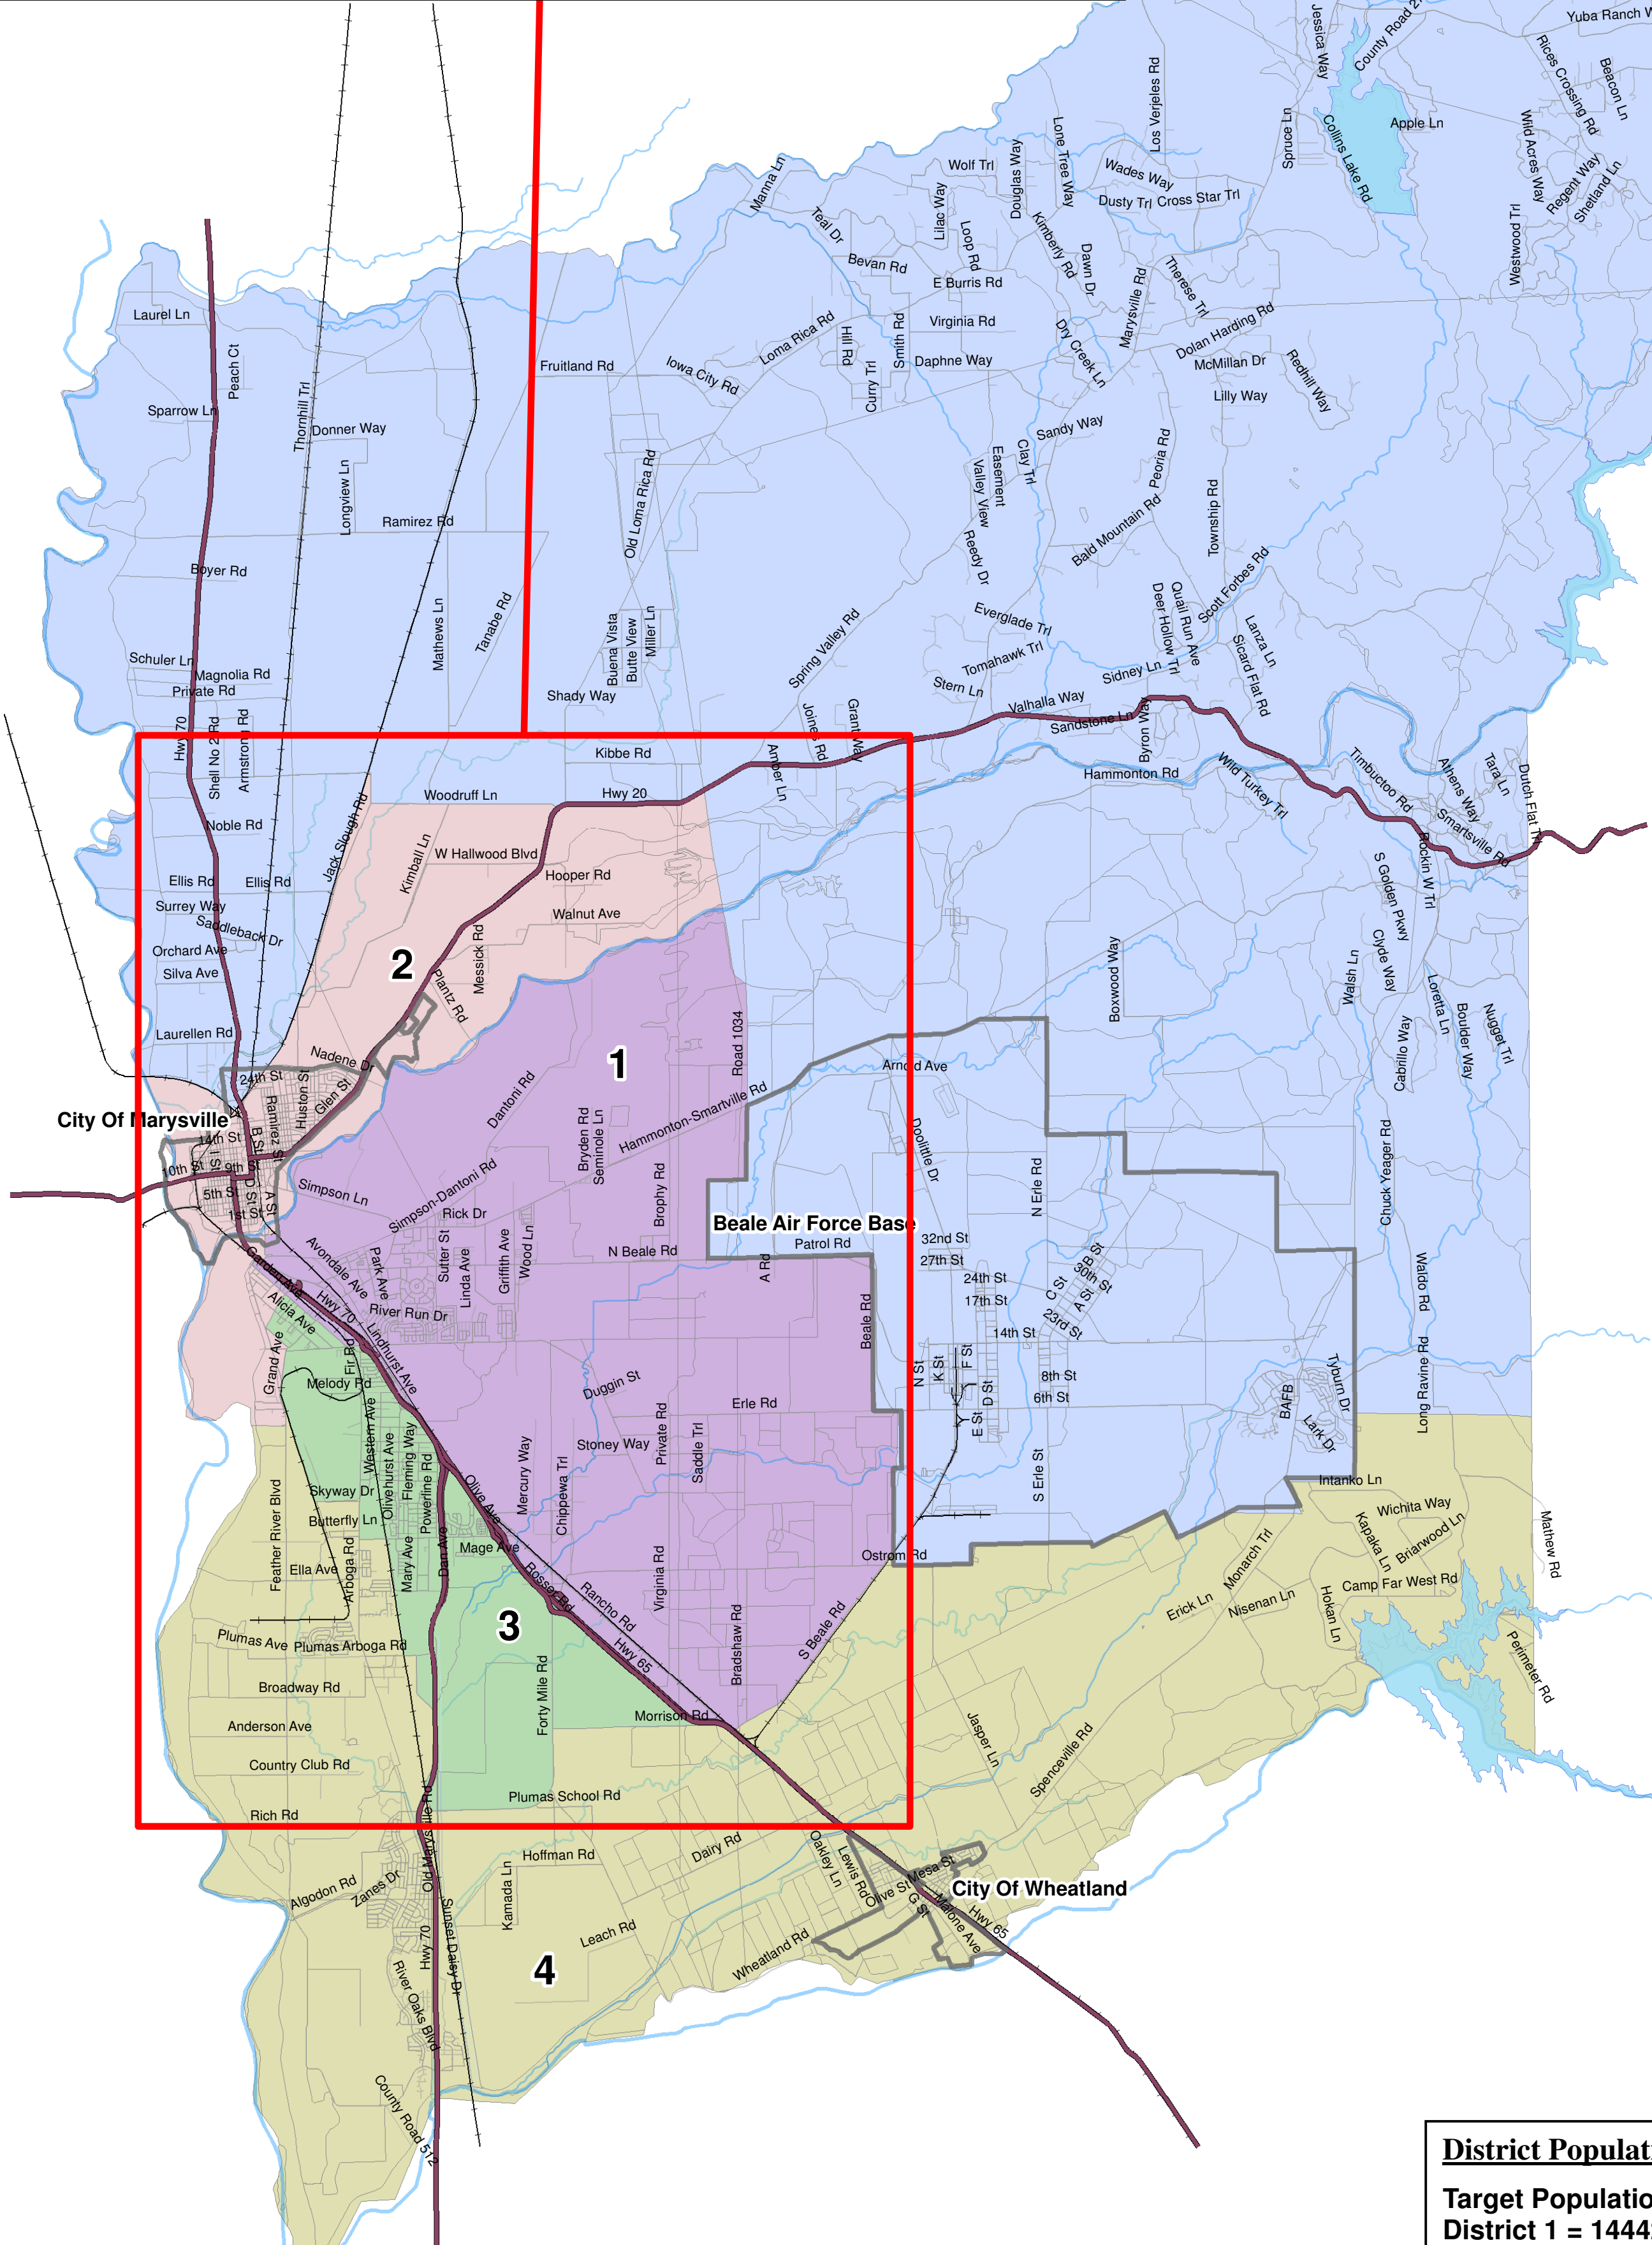 Jessica Way
County Road 2
Yuba Ranch W
Rices Crossing Rd
Beacon Ln
Los Verjeles Rd
Spruce Ln
Collins Lake Rd
Apple Ln
Wild Acres Way
Regent Way
Shetland Ln
Westwood Trl
Manna Ln
Wolf Trl
Douglas Way
Lone Tree Way
Wades Way
Dusty Trl
Cross Star Trl
Teal Dr
Lilac Way
Loop Rd
Kimberly Rd
Dawn Dr
Bevan Rd
E Burris Rd
Marysville Rd
Therese Trl
Laurel Ln
Peach Ct
Loma Rica Rd
Hill Rd
Smith Rd
Virginia Rd
Dry Creek Ln
Dolan Harding Rd
Fruitland Rd
Iowa City Rd
Curry Trl
Daphne Way
McMillan Dr
Redhill Way
Lilly Way
Sparrow Ln
Thornhill Trl
Donner Way
Sandy Way
Longview Ln
Old Loma Rica Rd
Easement
Valley View
Clay Trl
Peoria Rd
Township Rd
Ramirez Rd
Bald Mountain Rd
Reedy Dr
Boyer Rd
Scott Forbes Rd
Mathews Ln
Tanabe Rd
Buena Vista
Butte View
Miller Ln
Spring Valley Rd
Everglade Trl
Quail Run Ave
Deer Hollow Trl
Lanza Ln
Sicard Flat Rd
Schuler Ln
Magnolia Rd
Private Rd
Tomahawk Trl
Sidney Ln
Stern Ln
Shady Way
Valhalla Way
Sandstone Ln
Byron Way
Hwy 70
Shell No 2 Rd
Armstrong Rd
Joines Rd
Grant Way
Kibbe Rd
Amber Ln
Hammonton Rd
Wild Turkey Trl
Timbuctoo Rd
Athens Way
Tara Ln
Dutch Flat Trl
Smartsville Rd
Woodruff Ln
Hwy 20
Noble Rd
Jack Slough Rd
Kimball Ln
W Hallwood Blvd
Hooper Rd
Rockin W Trl
S Golden Pkwy
Ellis Rd
Ellis Rd
Surrey Way
Saddleback Dr
Walnut Ave
Orchard Ave
Silva Ave
2
Messick Rd
Plantz Rd
Boxwood Way
Walsh Ln
Clyde Way
Loretta Ln
Boulder Way
Nugget Trl
Cabrillo Way
Laurellen Rd
Nadene Dr
24th St
Huston St
Glen St
Ramirez St
1
Road 1034
Arnold Ave
Dantoni Rd
Hammonton-Smartville Rd
City Of Marysville
Bryden Rd
Seminole Ln
Doolittle Dr
14th St
B St
I St
10th St
9th St
5th St
D St
A St
1st St
Simpson Ln
Simpson-Dantoni Rd
Brophy Rd
N Erle Rd
Chuck Yeager Rd
Rick Dr
Beale Air Force Base
Patrol Rd
32nd St
27th St
Garden Ave
Avondale Ave
Park Ave
Sutter St
Linda Ave
Griffith Ave
Wood Ln
N Beale Rd
A Rd
24th St
17th St
C St
B St
30th St
A St
23rd St
14th St
Waldo Rd
Alicia Ave
Hwy 70
River Run Dr
Lindhurst Ave
Beale Rd
Grand Ave
Melody Rd
Duggin St
N St
K St
F St
8th St
6th St
D St
E St
BAFB
Tyburn Dr
Lark Dr
Long Ravine Rd
Erle Rd
Western Ave
Fleming Way
Olivehurst Ave
Powerline Rd
Stoney Way
Private Rd
Saddle Trl
Mercury Way
Chippewa Trl
Olive Ave
S Erle St
Intanko Ln
Skyway Dr
Butterfly Ln
Feather River Blvd
Wichita Way
Kapaka Ln
Briarwood Ln
Mathew Rd
Mage Ave
Mary Ave
Dan Ave
Ella Ave
Arboga Rd
Ostrom Rd
Monarch Trl
Camp Far West Rd
Rosser Rd
Rancho Rd
Virginia Rd
Bradshaw Rd
S Beale Rd
Erick Ln
Nisenan Ln
Hokan Ln
Perimeter Rd
3
Plumas Ave
Plumas Arboga Rd
Hwy 65
Forty Mile Rd
Broadway Rd
Anderson Ave
Morrison Rd
Jasper Ln
Spenceville Rd
Country Club Rd
Plumas School Rd
Rich Rd
Old Marysville Rd
Dairy Rd
Hoffman Rd
Oakley Ln
Lewis Rd
Mesa St
Olive St
G St
City Of Wheatland
Algodon Rd
Zanes Dr
Kamada Ln
Malone Ave
Hwy 65
Leach Rd
Wheatland Rd
Hwy 70
Sunset Daisy Dr
4
River Oaks Blvd
County Road 512
District Populati
Target Populatio
District 1 = 1444